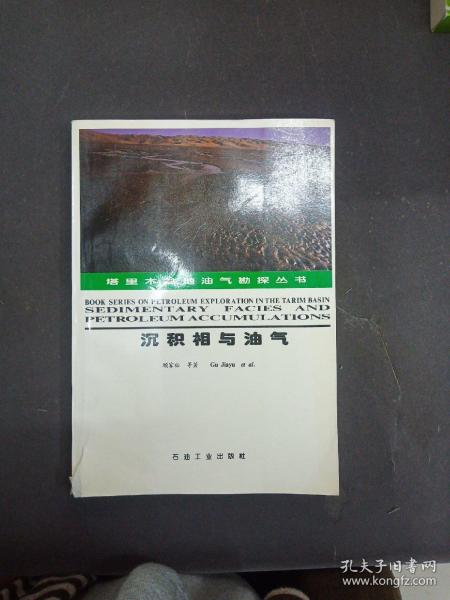 塔里木盆地油气勘探丛书
BOOK SERIES ON PETROLEUM EXPLORATION IN THE TARIM BASIN
SEDIMENTARY FACIES AND
PETROLEUM ACCUMULATIONS
沉积相与油气
顾家裕 等著 Gu Jiayu et al.
石油工业出版社
孔夫子旧书网
www.kongfz.com